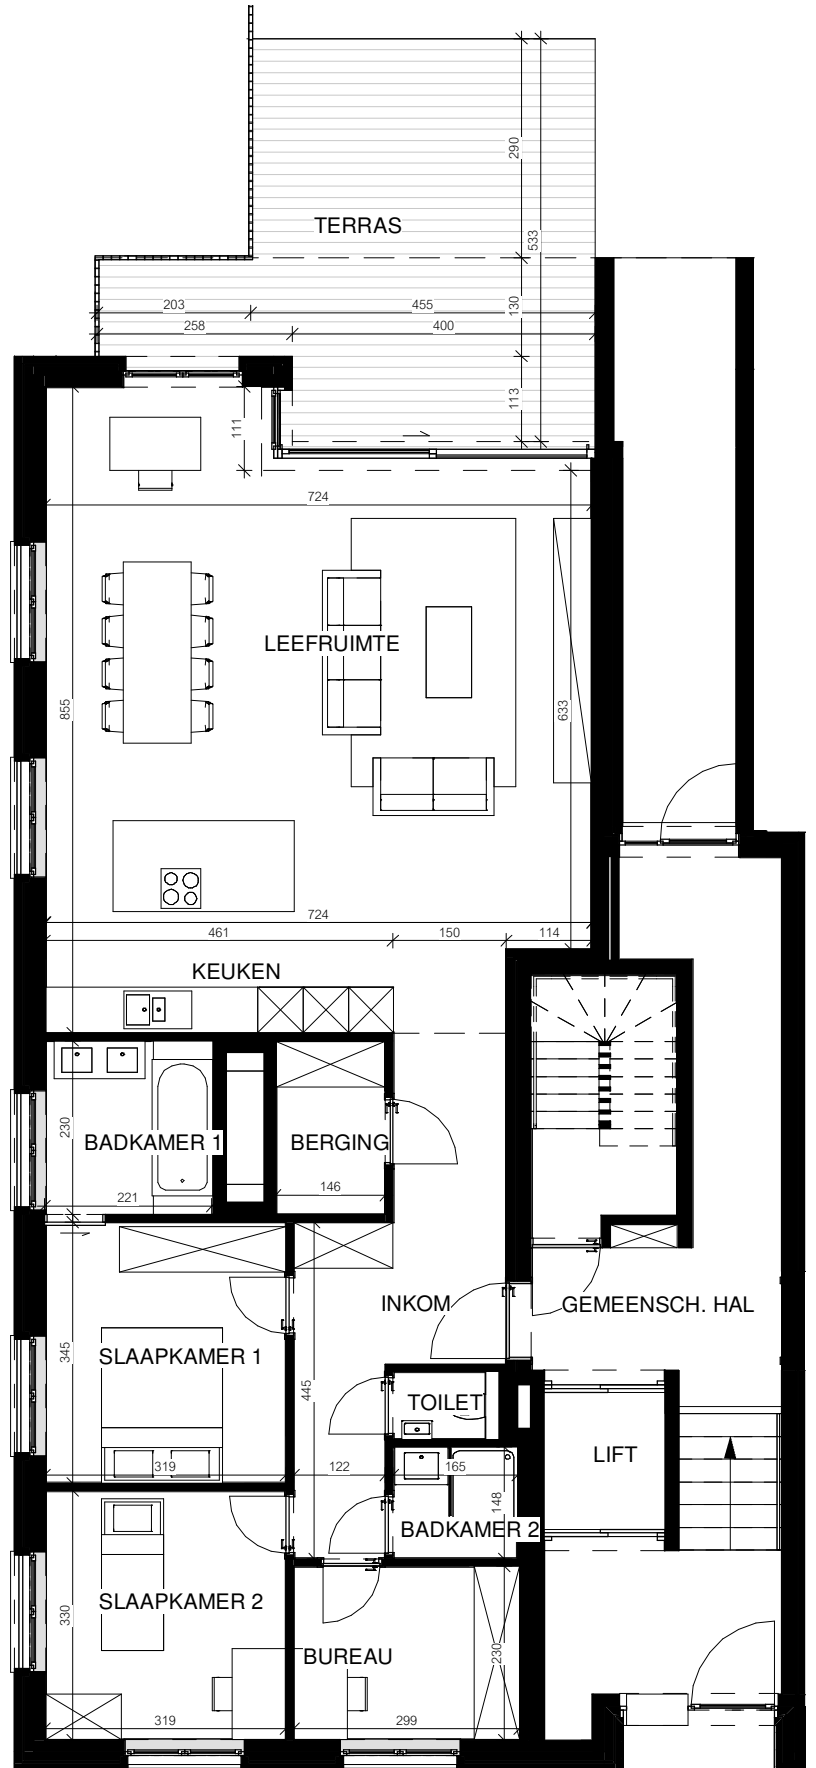 290
TERRAS
533
203
455
130
258
400
113
111
724
LEEFRUIMTE
855
633
724
461
150
114
KEUKEN
230
BADKAMER 1
BERGING
146
221
INKOM
GEMEENSCH. HAL
345
SLAAPKAMER 1
445
TOILET
LIFT
319
122
165
148
BADKAMER 2
SLAAPKAMER 2
330
BUREAU
230
319
299